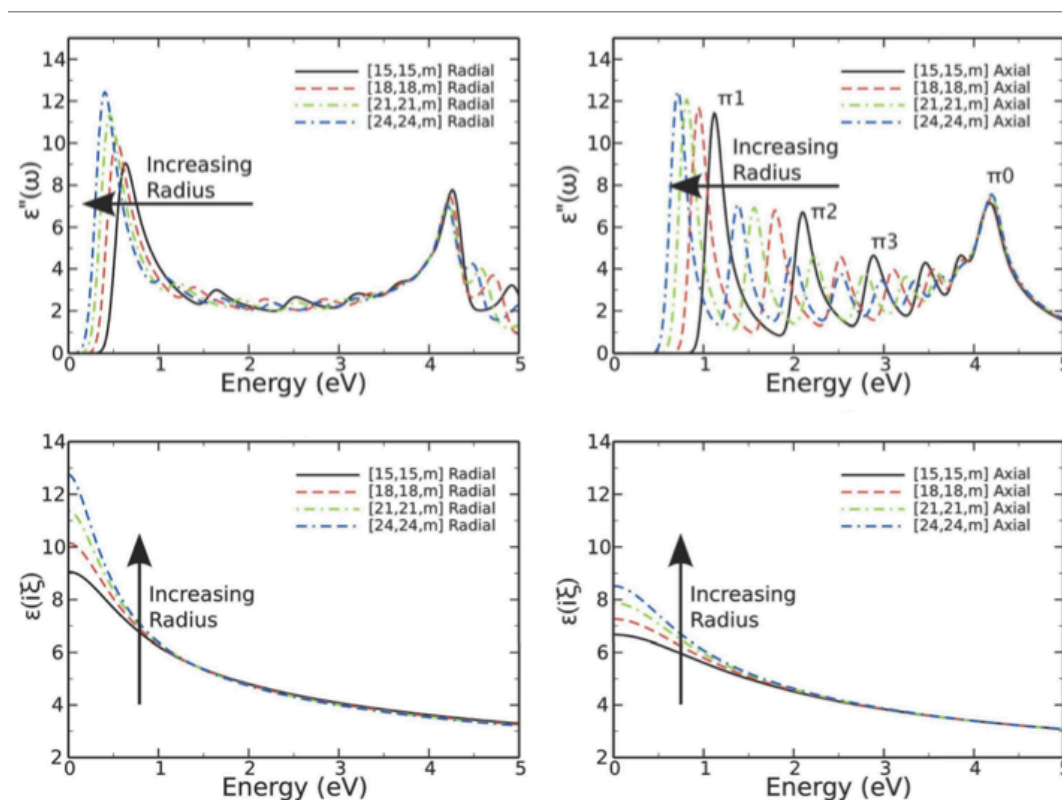 ε"(ω)
14
12
10
8
6
4
2
0
[15,15,m] Radial
[18,18,m] Radial
[21,21,m] Radial
[24,24,m] Radial
Increasing
Radius
0 1 2 3 4 5
Energy (eV)
ε"(ω)
14
12
10
8
6
4
2
0
[15,15,m] Axial
[18,18,m] Axial
[21,21,m] Axial
[24,24,m] Axial
π1
Increasing
Radius
π0
π2
π3
0 1 2 3 4 5
Energy (eV)
ε(iξ)
14
12
10
8
6
4
2
[15,15,m] Radial
[18,18,m] Radial
[21,21,m] Radial
[24,24,m] Radial
Increasing
Radius
0 1 2 3 4 5
Energy (eV)
ε(iξ)
14
12
10
8
6
4
2
[15,15,m] Axial
[18,18,m] Axial
[21,21,m] Axial
[24,24,m] Axial
Increasing
Radius
0 1 2 3 4 5
Energy (eV)